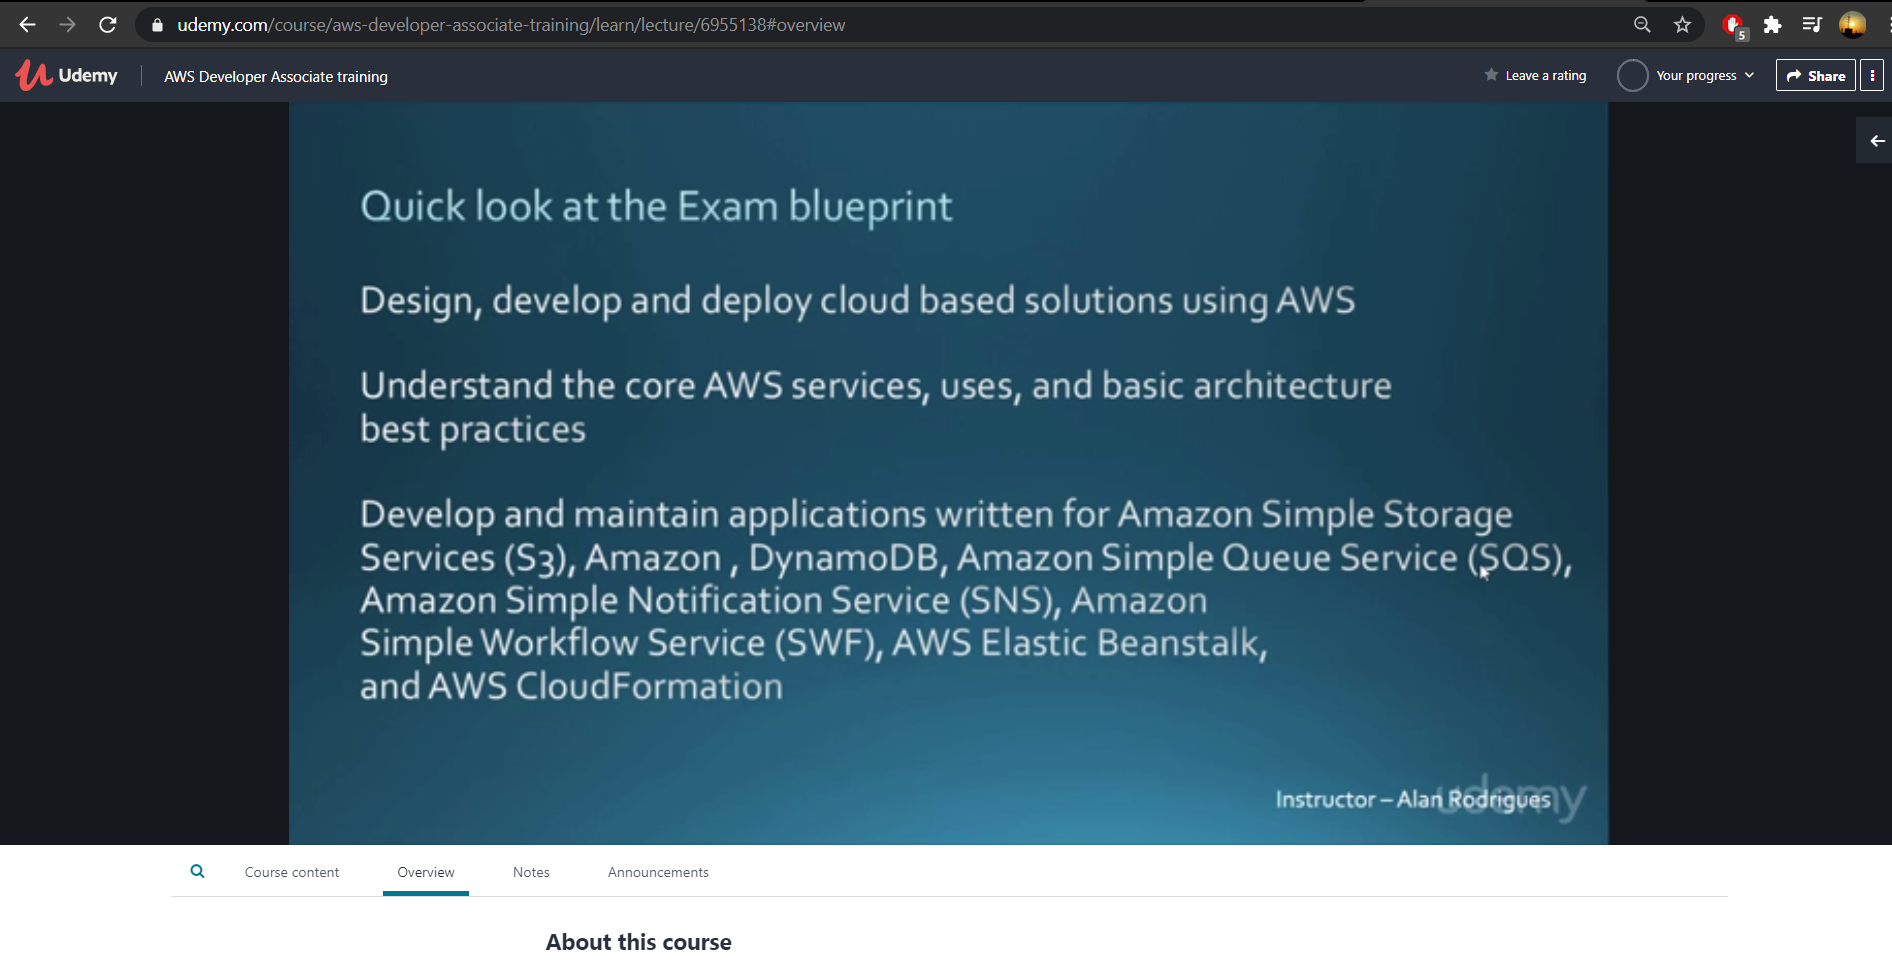 udemy.com/course/aws-developer-associate-training/learn/lecture/6955138#overview
5
Udemy
AWS Developer Associate training
Leave a rating
Your progress
Share
Quick look at the Exam blueprint
Design, develop and deploy cloud based solutions using AWS
Understand the core AWS services, uses, and basic architecture
best practices
Develop and maintain applications written for Amazon Simple Storage
Services (S3), Amazon , DynamoDB, Amazon Simple Queue Service (SQS),
Amazon Simple Notification Service (SNS), Amazon
Simple Workflow Service (SWF), AWS Elastic Beanstalk,
and AWS CloudFormation
Instructor – Alan Rodrigues
udemy
Course content
Overview
Notes
Announcements
About this course